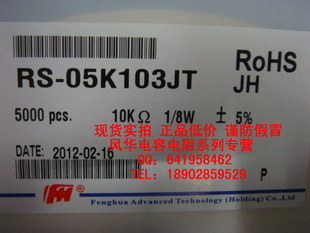 RoHS
RS-05K103JT JH
5000 pcs. 10KΩ 1/8W ± 5%
现货实拍 正品低价 谨防假冒
风华电容电阻系列专营
DATE: 2012-02-16
QQ: 641958462
TEL: 18902859529
P
Fenghua Advanced Technology (Holding) Co., Ltd